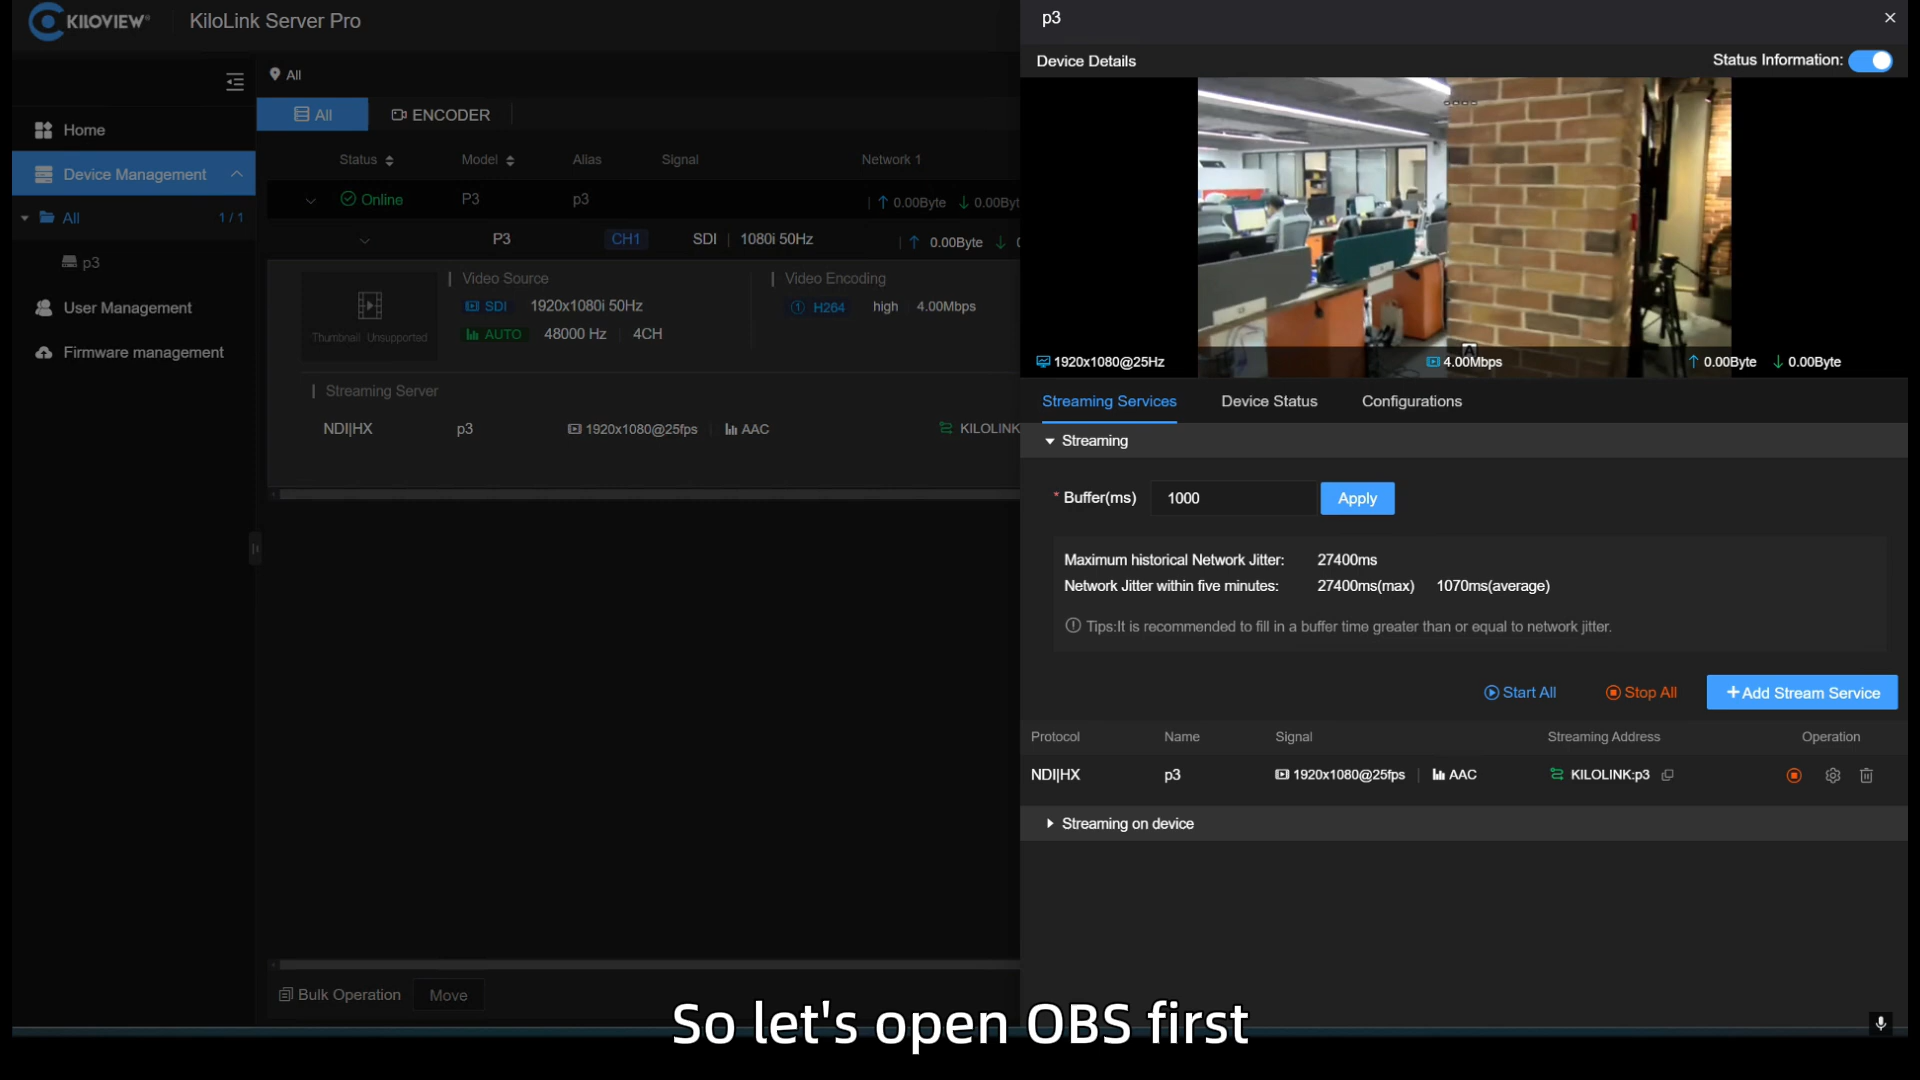 KILOVIEW
KiloLink Server Pro
p3
Device Details
Status Information:
All
All
ENCODER
Home
Device Management
All 1 / 1
p3
User Management
Firmware management
Status Model Alias Signal Network 1
Online P3 p3 0.00Byte 0.00Byt
P3 CH1 SDI 1080i 50Hz 0.00Byte
Thumbnail Unsupported
Video Source
SDI 1920x1080i 50Hz
AUTO 48000 Hz 4CH
Video Encoding
H264 high 4.00Mbps
Streaming Server
NDI|HX p3 1920x1080@25fps AAC KILOLINK
Bulk Operation Move
1920x1080@25Hz 4.00Mbps 0.00Byte 0.00Byte
Streaming Services Device Status Configurations
Streaming
* Buffer(ms) 1000 Apply
Maximum historical Network Jitter: 27400ms
Network Jitter within five minutes: 27400ms(max) 1070ms(average)
Tips:It is recommended to fill in a buffer time greater than or equal to network jitter.
Start All Stop All +Add Stream Service
Protocol Name Signal Streaming Address Operation
NDI|HX p3 1920x1080@25fps AAC KILOLINK:p3
Streaming on device
So let's open OBS first